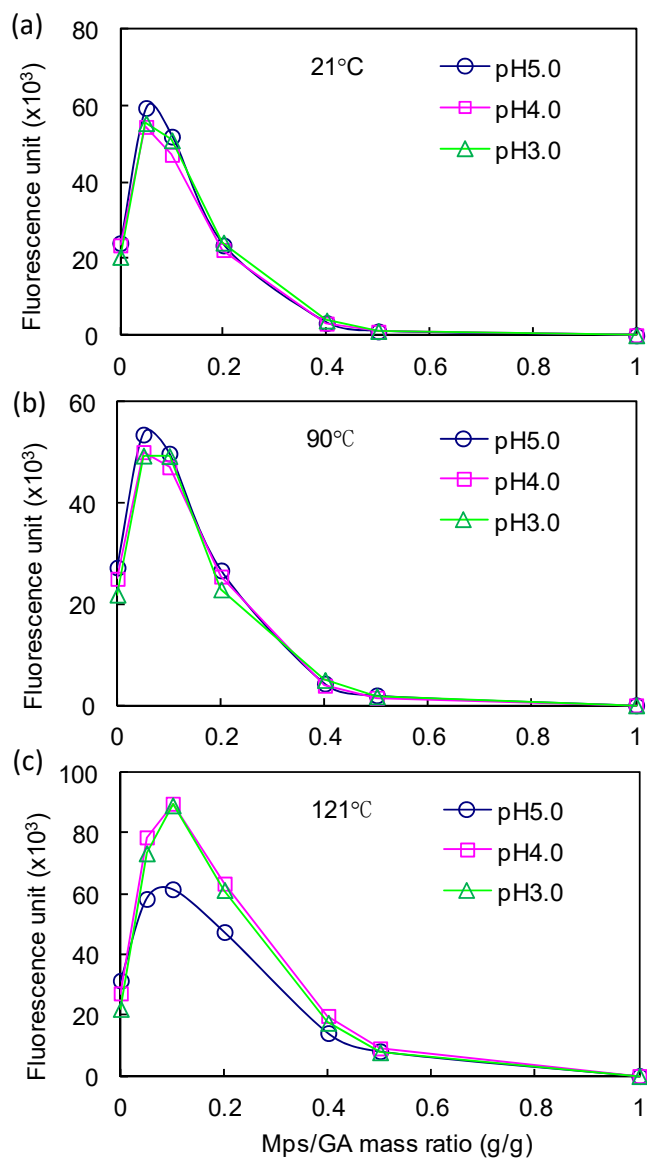 (a)
Fluorescence unit (x10³)
80
60
40
20
0
21°C
pH5.0
pH4.0
pH3.0
0 0.2 0.4 0.6 0.8 1
(b)
Fluorescence unit (x10³)
60
40
20
0
90℃
pH5.0
pH4.0
pH3.0
0 0.2 0.4 0.6 0.8 1
(c)
Fluorescence unit (x10³)
100
80
60
40
20
0
121℃
pH5.0
pH4.0
pH3.0
0 0.2 0.4 0.6 0.8 1
Mps/GA mass ratio (g/g)